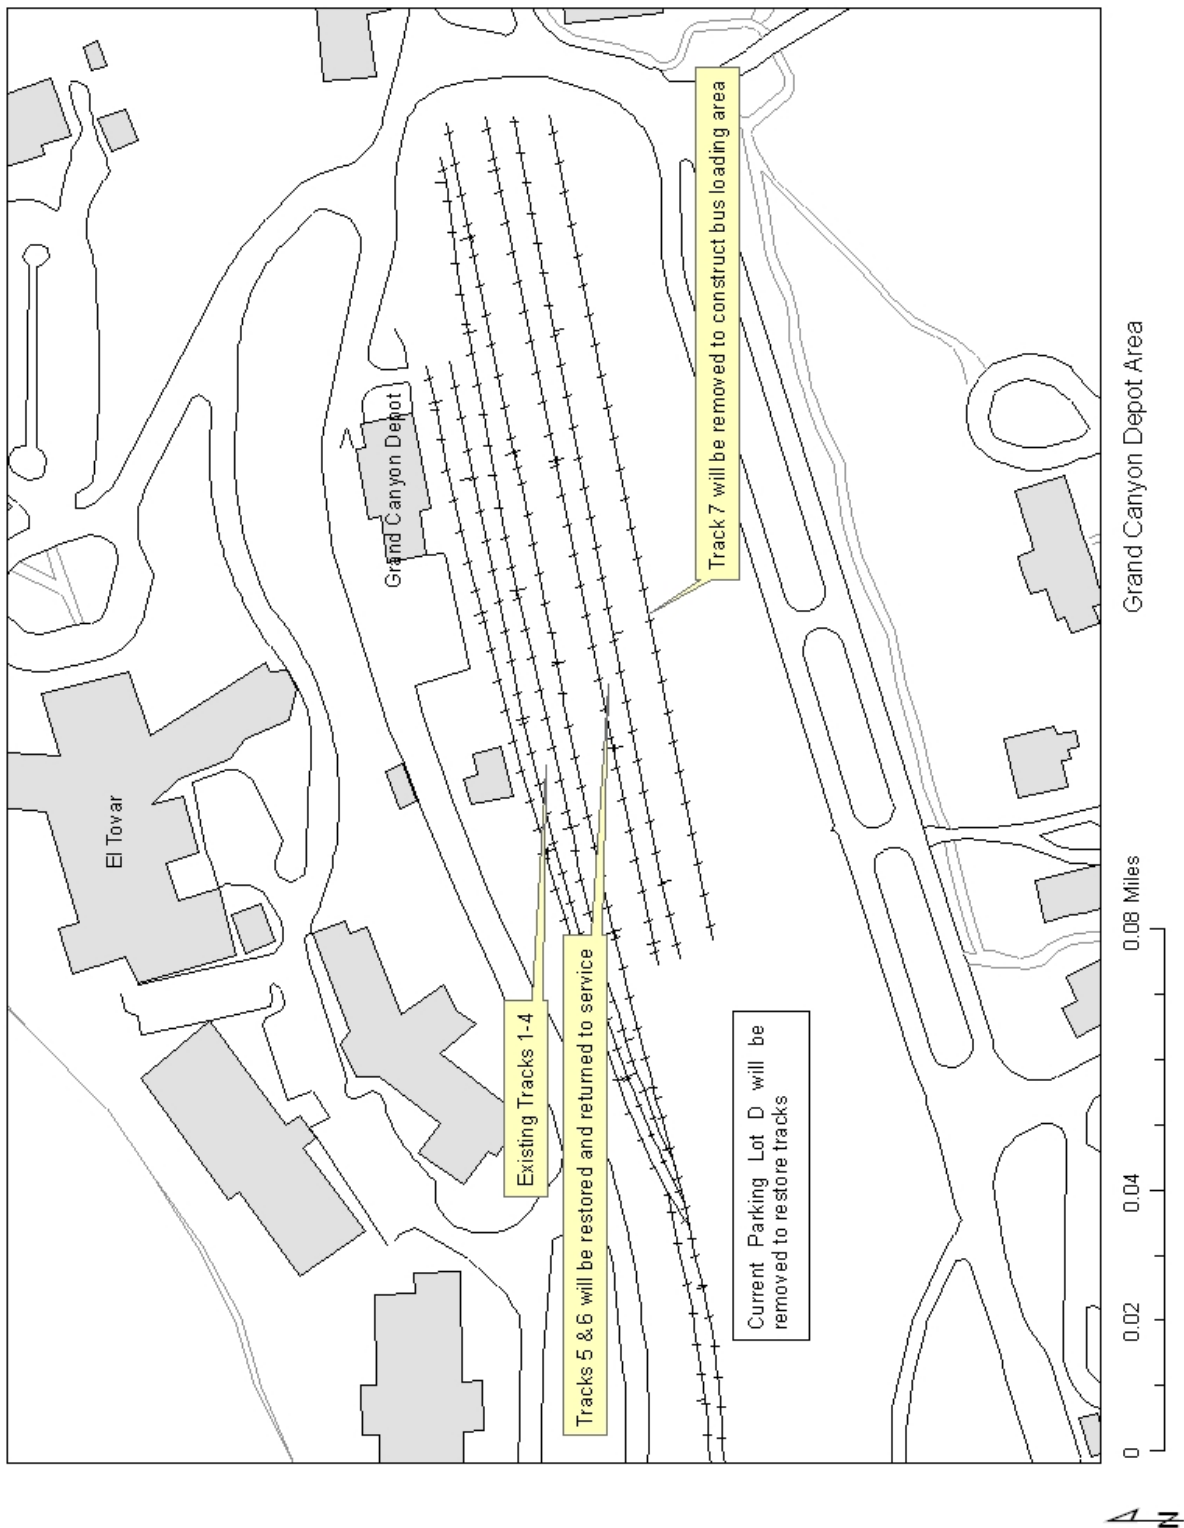 El Tovar
Grand Canyon Depot
Existing Tracks 1-4
Tracks 5 & 6 will be restored and returned to service
Track 7 will be removed to construct bus loading area
Current Parking Lot D will be
removed to restore tracks
0
0.02
0.04
0.08 Miles
Grand Canyon Depot Area
N